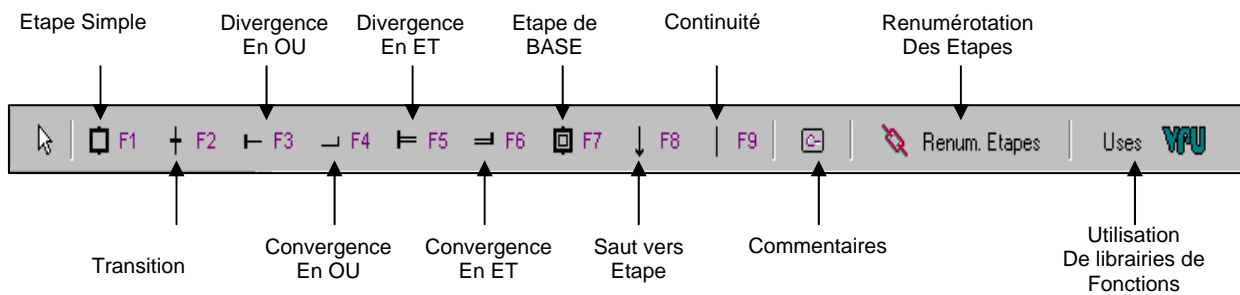 Etape Simple
Divergence
En OU
Divergence
En ET
Etape de
BASE
Continuité
Renumérotation
Des Etapes
F1 F2 F3 F4 F5 F6 F7 F8 F9 Renum. Etapes Uses VPU
Transition
Convergence
En OU
Convergence
En ET
Saut vers
Etape
Commentaires
Utilisation
De librairies de
Fonctions